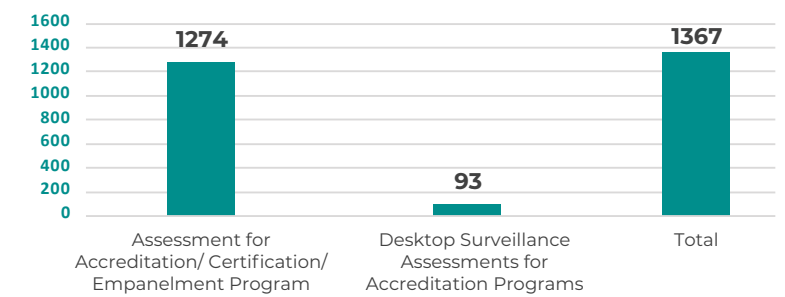 1600
1400
1200
1000
800
600
400
200
0
1274
93
1367
Assessment for
Accreditation/ Certification/
Empanelment Program
Desktop Surveillance
Assessments for
Accreditation Programs
Total